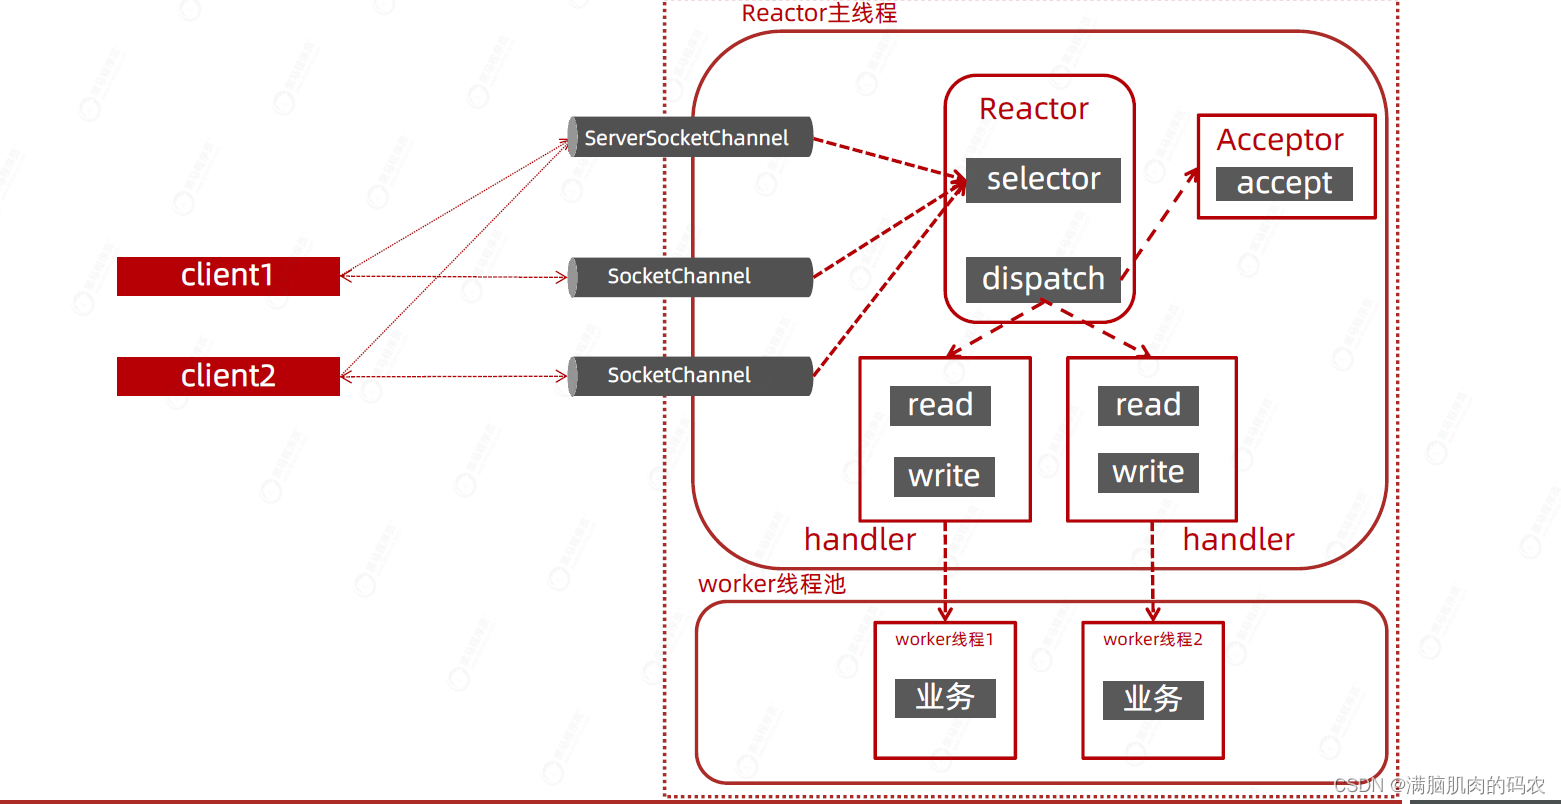 Reactor主线程
Reactor
ServerSocketChannel
Acceptor
selector
accept
client1
SocketChannel
dispatch
client2
SocketChannel
read
read
write
write
handler
handler
worker线程池
worker线程1
worker线程2
业务
业务
CSDN @满脑肌肉的码农